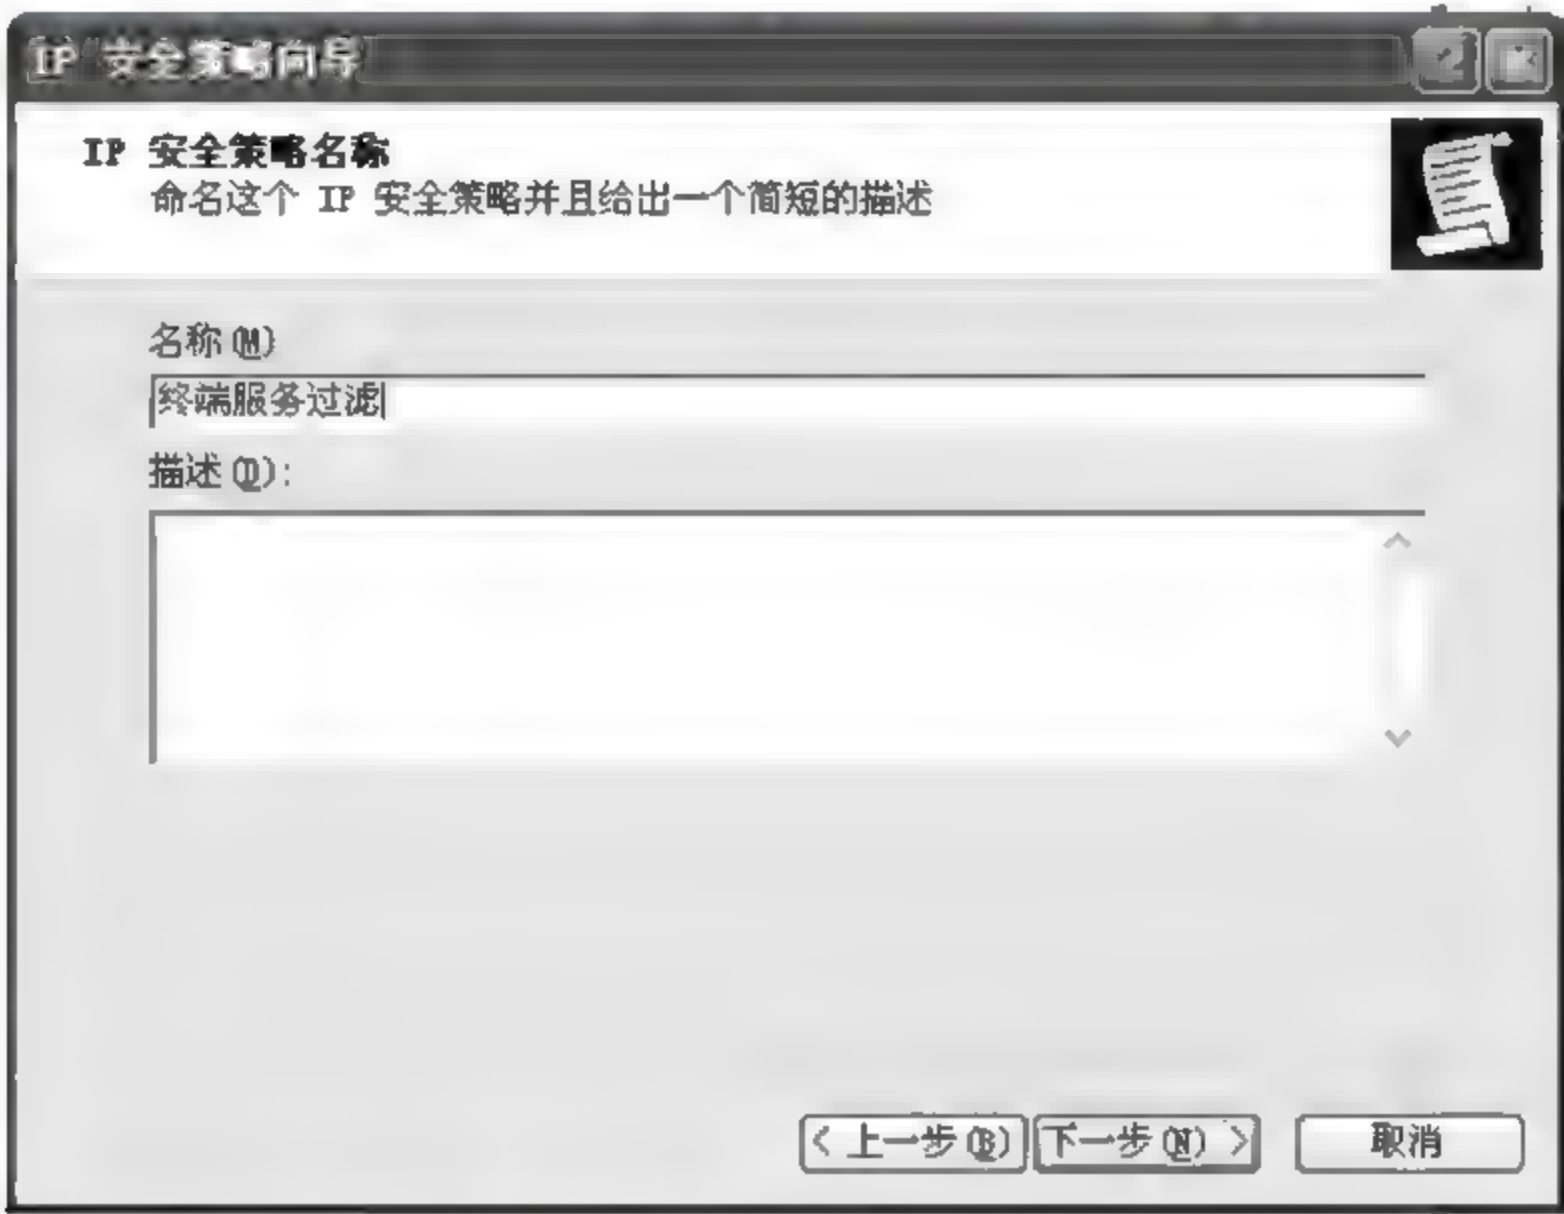 IP 安全策略向导
IP 安全策略名称
命名这个 IP 安全策略并且给出一个简短的描述
名称(M)
终端服务过滤
描述(D):
< 上一步(B) 下一步(N) > 取消